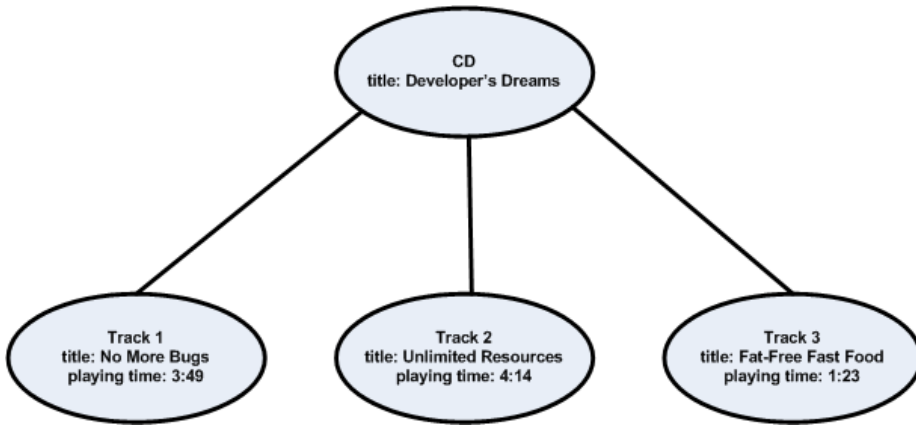 CD
title: Developer's Dreams
Track 1
title: No More Bugs
playing time: 3:49
Track 2
title: Unlimited Resources
playing time: 4:14
Track 3
title: Fat-Free Fast Food
playing time: 1:23